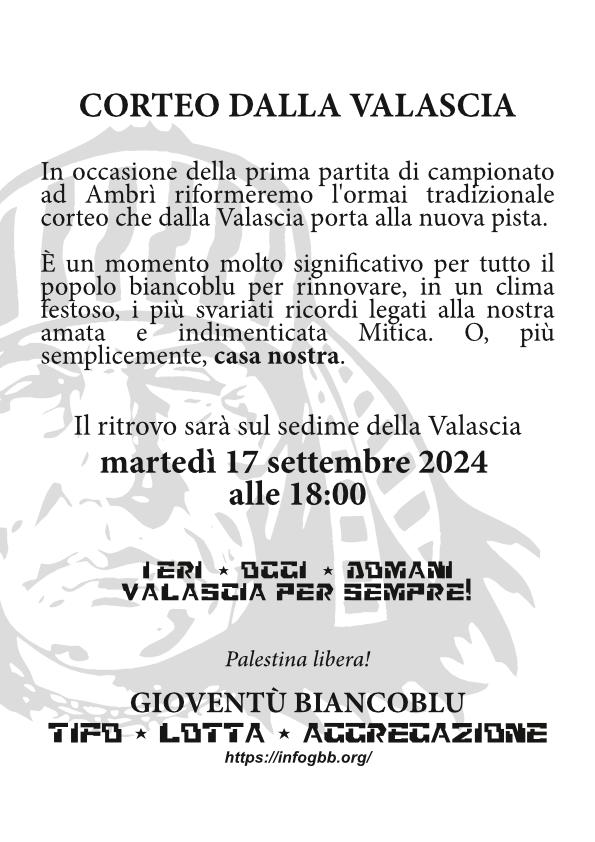 CORTEO DALLA VALASCIA
In occasione della prima partita di campionato
ad Ambrì riformeremo l'ormai tradizionale
corteo che dalla Valascia porta alla nuova pista.
È un momento molto significativo per tutto il
popolo biancoblu per rinnovare, in un clima
festoso, i più svariati ricordi legati alla nostra
amata e indimenticata Mitica. O, più
semplicemente, casa nostra.
Il ritrovo sarà sul sedime della Valascia
martedì 17 settembre 2024
alle 18:00
IERI ★ OGGI ★ DOMANI
VALASCIA PER SEMPRE!
Palestina libera!
GIOVENTÙ BIANCOBLU
TIFO ★ LOTTA ★ AGGREGAZIONE
https://infogbb.org/